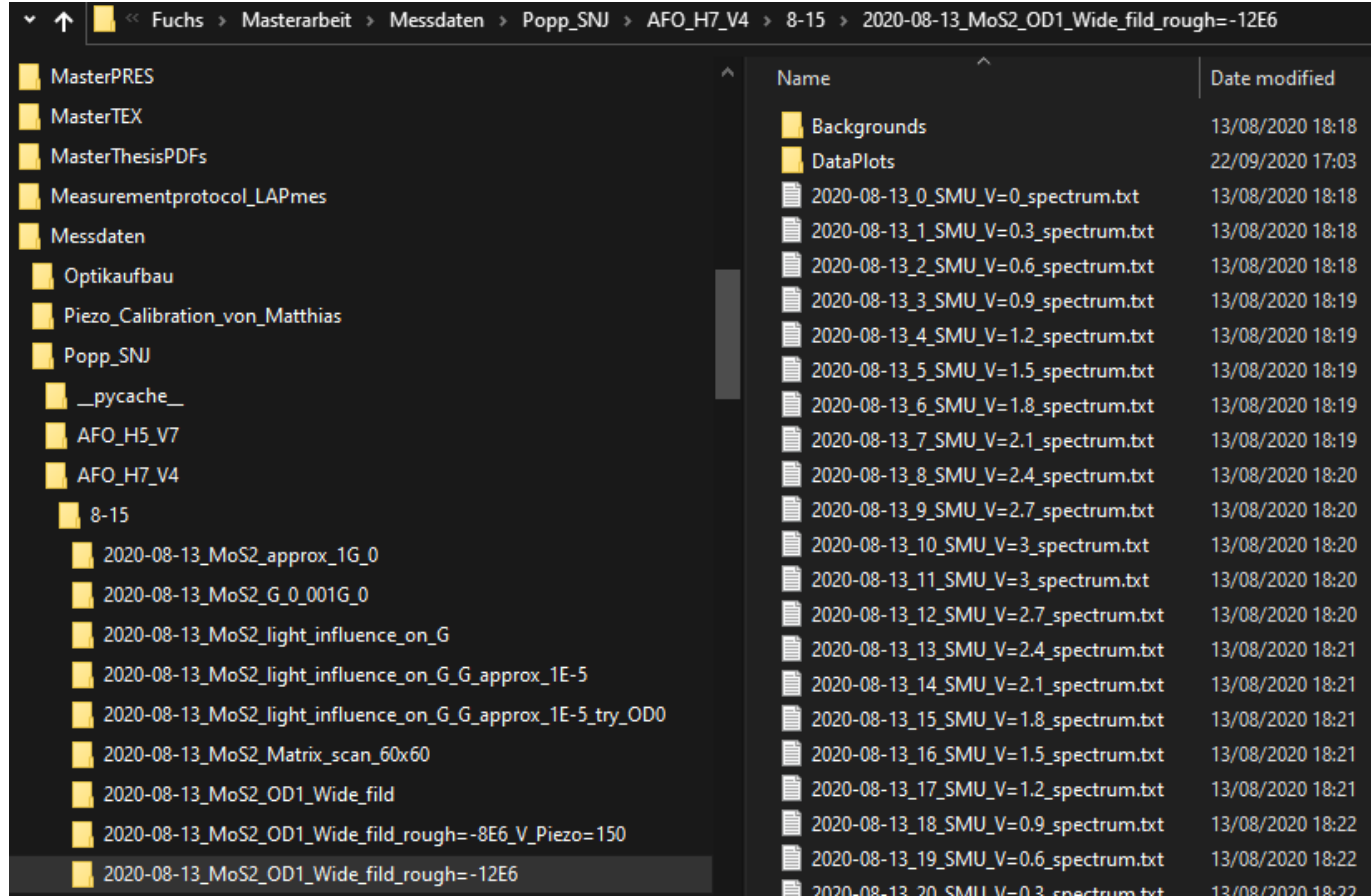 « Fuchs > Masterarbeit > Messdaten > Popp_SNJ > AFO_H7_V4 > 8-15 > 2020-08-13_MoS2_OD1_Wide_fild_rough=-12E6
MasterPRES
MasterTEX
MasterThesisPDFs
Measurementprotocol_LAPmes
Messdaten
Optikaufbau
Piezo_Calibration_von_Matthias
Popp_SNJ
__pycache__
AFO_H5_V7
AFO_H7_V4
8-15
2020-08-13_MoS2_approx_1G_0
2020-08-13_MoS2_G_0_001G_0
2020-08-13_MoS2_light_influence_on_G
2020-08-13_MoS2_light_influence_on_G_G_approx_1E-5
2020-08-13_MoS2_light_influence_on_G_G_approx_1E-5_try_OD0
2020-08-13_MoS2_Matrix_scan_60x60
2020-08-13_MoS2_OD1_Wide_fild
2020-08-13_MoS2_OD1_Wide_fild_rough=-8E6_V_Piezo=150
2020-08-13_MoS2_OD1_Wide_fild_rough=-12E6
Name Date modified
Backgrounds 13/08/2020 18:18
DataPlots 22/09/2020 17:03
2020-08-13_0_SMU_V=0_spectrum.txt 13/08/2020 18:18
2020-08-13_1_SMU_V=0.3_spectrum.txt 13/08/2020 18:18
2020-08-13_2_SMU_V=0.6_spectrum.txt 13/08/2020 18:18
2020-08-13_3_SMU_V=0.9_spectrum.txt 13/08/2020 18:19
2020-08-13_4_SMU_V=1.2_spectrum.txt 13/08/2020 18:19
2020-08-13_5_SMU_V=1.5_spectrum.txt 13/08/2020 18:19
2020-08-13_6_SMU_V=1.8_spectrum.txt 13/08/2020 18:19
2020-08-13_7_SMU_V=2.1_spectrum.txt 13/08/2020 18:19
2020-08-13_8_SMU_V=2.4_spectrum.txt 13/08/2020 18:20
2020-08-13_9_SMU_V=2.7_spectrum.txt 13/08/2020 18:20
2020-08-13_10_SMU_V=3_spectrum.txt 13/08/2020 18:20
2020-08-13_11_SMU_V=3_spectrum.txt 13/08/2020 18:20
2020-08-13_12_SMU_V=2.7_spectrum.txt 13/08/2020 18:20
2020-08-13_13_SMU_V=2.4_spectrum.txt 13/08/2020 18:21
2020-08-13_14_SMU_V=2.1_spectrum.txt 13/08/2020 18:21
2020-08-13_15_SMU_V=1.8_spectrum.txt 13/08/2020 18:21
2020-08-13_16_SMU_V=1.5_spectrum.txt 13/08/2020 18:21
2020-08-13_17_SMU_V=1.2_spectrum.txt 13/08/2020 18:21
2020-08-13_18_SMU_V=0.9_spectrum.txt 13/08/2020 18:22
2020-08-13_19_SMU_V=0.6_spectrum.txt 13/08/2020 18:22
2020-08-13_20_SMU_V=0.3_spectrum.txt 13/08/2020 18:22